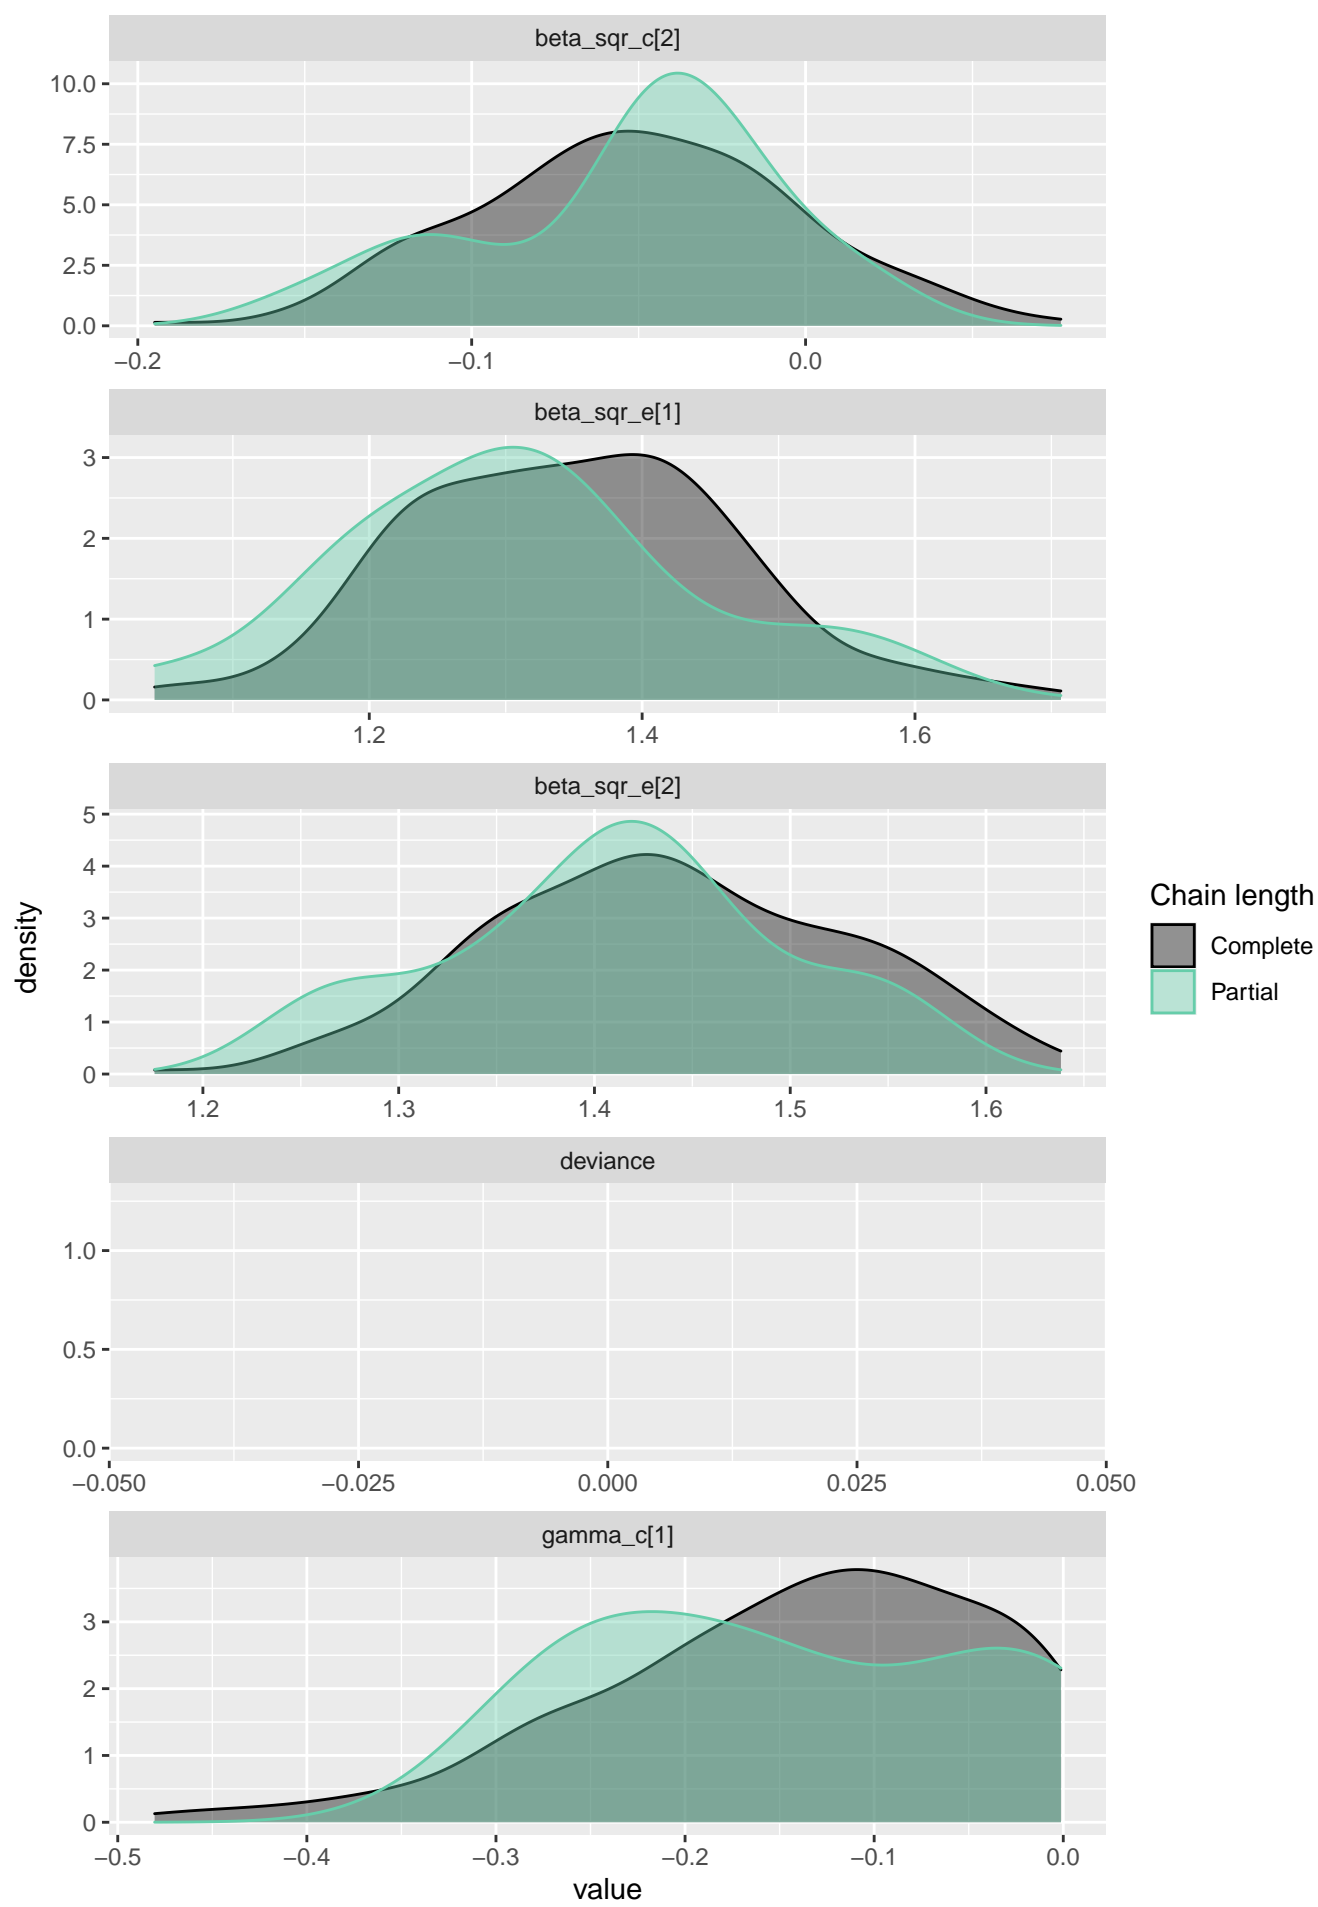 beta_sqr_c[2]
10.0
7.5
5.0
2.5
0.0
−0.2 −0.1 0.0
beta_sqr_e[1]
3
2
1
0
1.2 1.4 1.6
beta_sqr_e[2]
5
4
3
2
1
0
1.2 1.3 1.4 1.5 1.6
deviance
1.0
0.5
0.0
−0.050 −0.025 0.000 0.025 0.050
gamma_c[1]
3
2
1
0
−0.5 −0.4 −0.3 −0.2 −0.1 0.0
value
density
Chain length
Complete
Partial